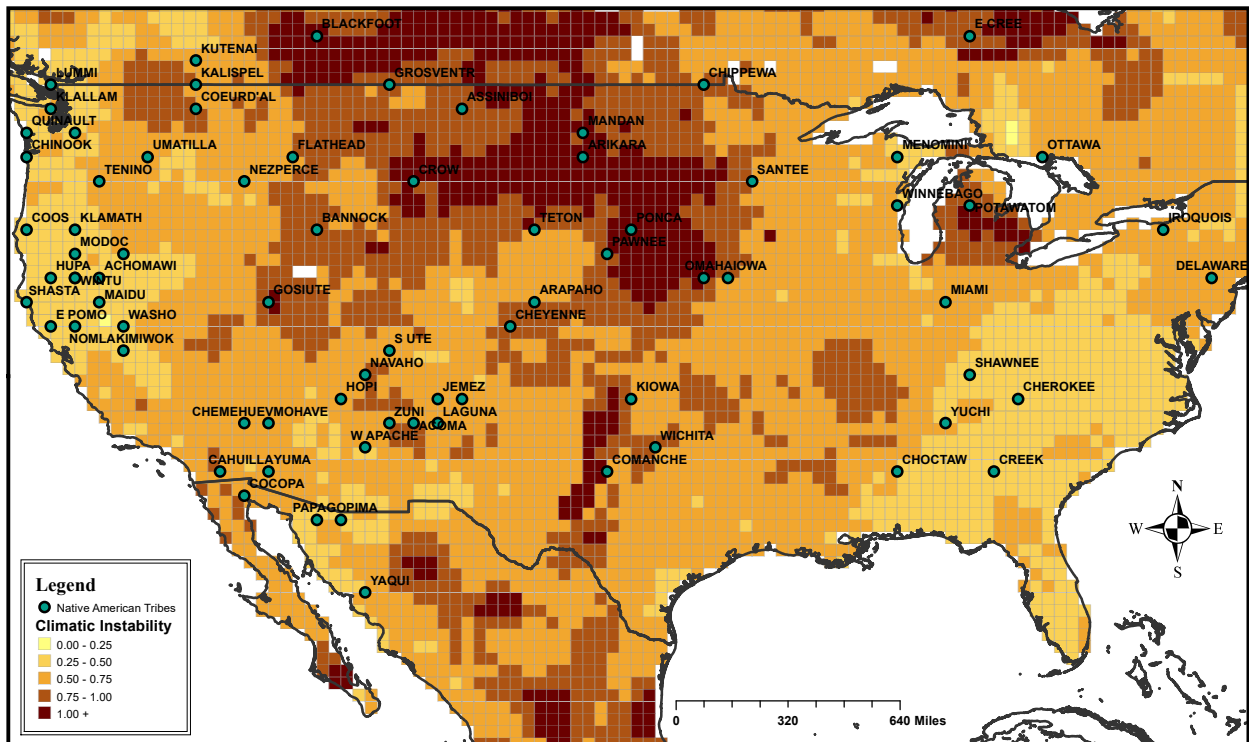 BLACKFOOT
E CREE
KUTENAI
LUMMI
KALISPEL
GROSVENTR
CHIPPEWA
KLALLAM
COEURD'AL
ASSINIBOI
QUINAULT
MANDAN
CHINOOK
UMATILLA
FLATHEAD
ARIKARA
MENOMINI
OTTAWA
TENINO
NEZPERCE
CROW
SANTEE
WINNEBAGO
POTAWATOM
COOS KLAMATH
BANNOCK
TETON
PONCA
IROQUOIS
MODOC
PAWNEE
HUPA ACHOMAWI
WINTU
OMAHAIOWA
DELAWARE
SHASTA
MAIDU
GOSIUTE
ARAPAHO
MIAMI
E POMO WASHO
CHEYENNE
NOMLAKIMIWOK
S UTE
NAVAHO
SHAWNEE
HOPI
JEMEZ
KIOWA
CHEROKEE
CHEMEHUEVMOHAVE
ZUNI
LAGUNA
ACOMA
YUCHI
W APACHE
WICHITA
CAHUILLAYUMA
COMANCHE
CHOCTAW
CREEK
COCOPA
PAPAGOPIMA
N
W E
S
YAQUI
Legend
Native American Tribes
Climatic Instability
0.00 - 0.25
0.25 - 0.50
0.50 - 0.75
0.75 - 1.00
1.00 +
0 320 640 Miles